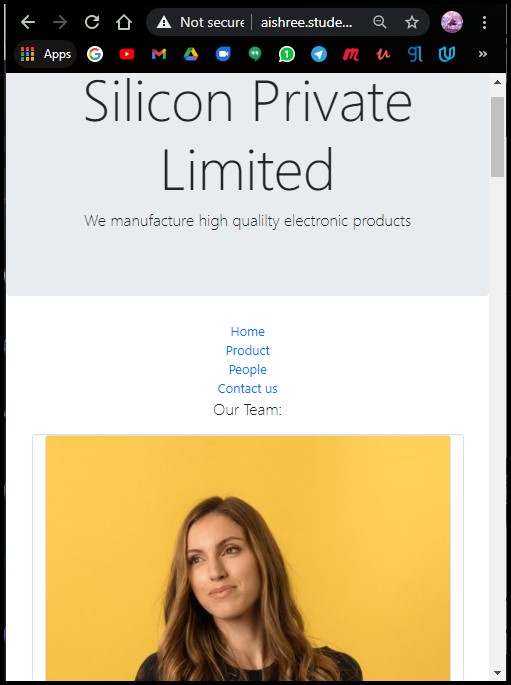 Not secure aishree.stude...
Apps
Silicon Private
Limited
We manufacture high qualilty electronic products
Home
Product
People
Contact us
Our Team: